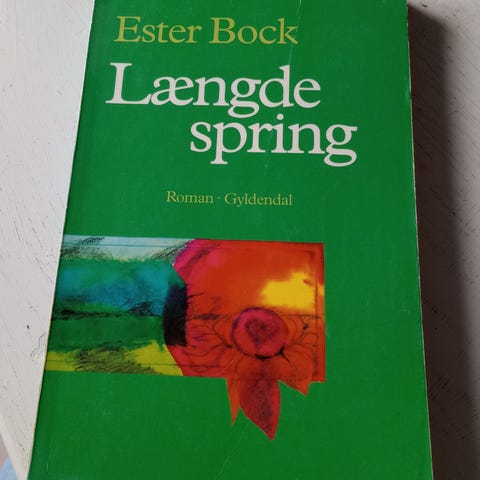 Ester Bock
Længde
spring
Roman · Gyldendal